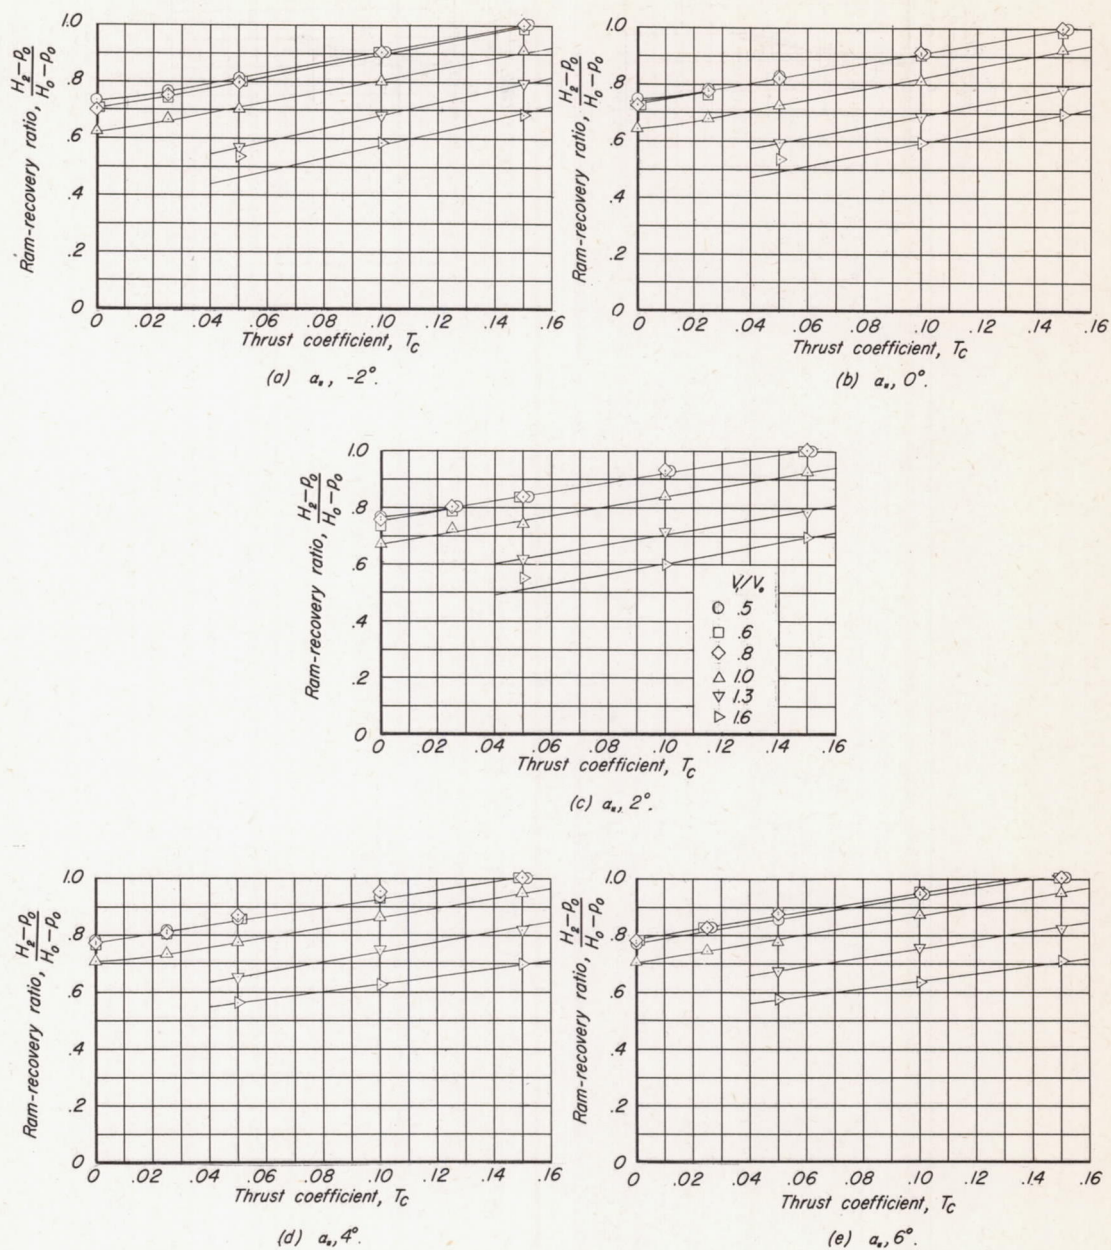 1.0
.8
.6
.4
.2
0
Ram-recovery ratio, H₂-p₀ / H₀-p₀
0 .02 .04 .06 .08 .10 .12 .14 .16
Thrust coefficient, T_C
(a) αᵤ, -2°.
1.0
.8
.6
.4
.2
0
Ram-recovery ratio, H₂-p₀ / H₀-p₀
0 .02 .04 .06 .08 .10 .12 .14 .16
Thrust coefficient, T_C
(b) αᵤ, 0°.
1.0
.8
.6
.4
.2
0
Ram-recovery ratio, H₂-p₀ / H₀-p₀
V₁/V₀
.5
.6
.8
1.0
1.3
1.6
0 .02 .04 .06 .08 .10 .12 .14 .16
Thrust coefficient, T_C
(c) αᵤ, 2°.
1.0
.8
.6
.4
.2
0
Ram-recovery ratio, H₂-p₀ / H₀-p₀
0 .02 .04 .06 .08 .10 .12 .14 .16
Thrust coefficient, T_C
(d) αᵤ, 4°.
1.0
.8
.6
.4
.2
0
Ram-recovery ratio, H₂-p₀ / H₀-p₀
0 .02 .04 .06 .08 .10 .12 .14 .16
Thrust coefficient, T_C
(e) αᵤ, 6°.